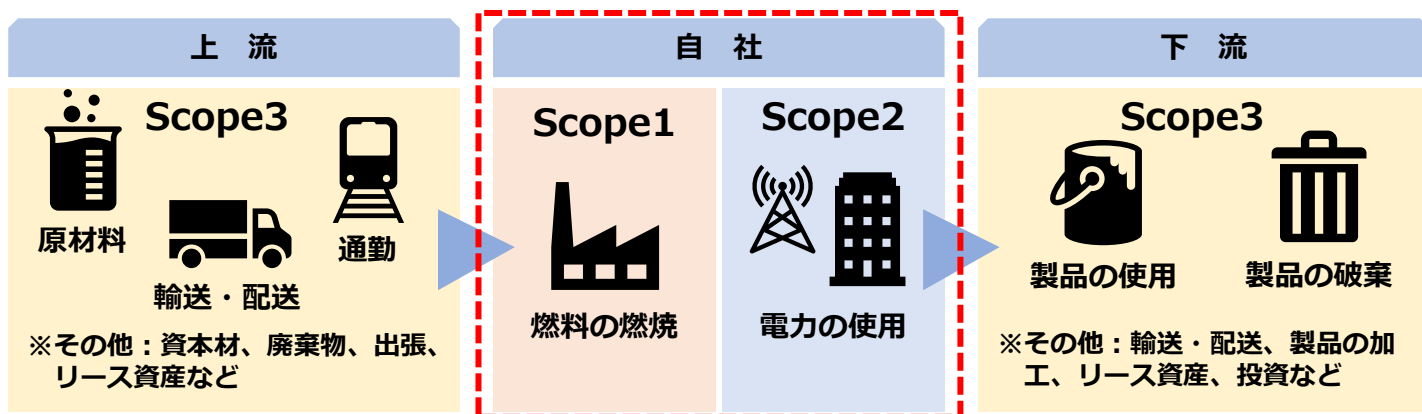 上 流
Scope3
原材料
輸送・配送
通勤
※その他:資本材、廃棄物、出張、
リース資産など
自 社
Scope1
燃料の燃焼
Scope2
電力の使用
下 流
Scope3
製品の使用
製品の破棄
※その他:輸送・配送、製品の加
工、リース資産、投資など